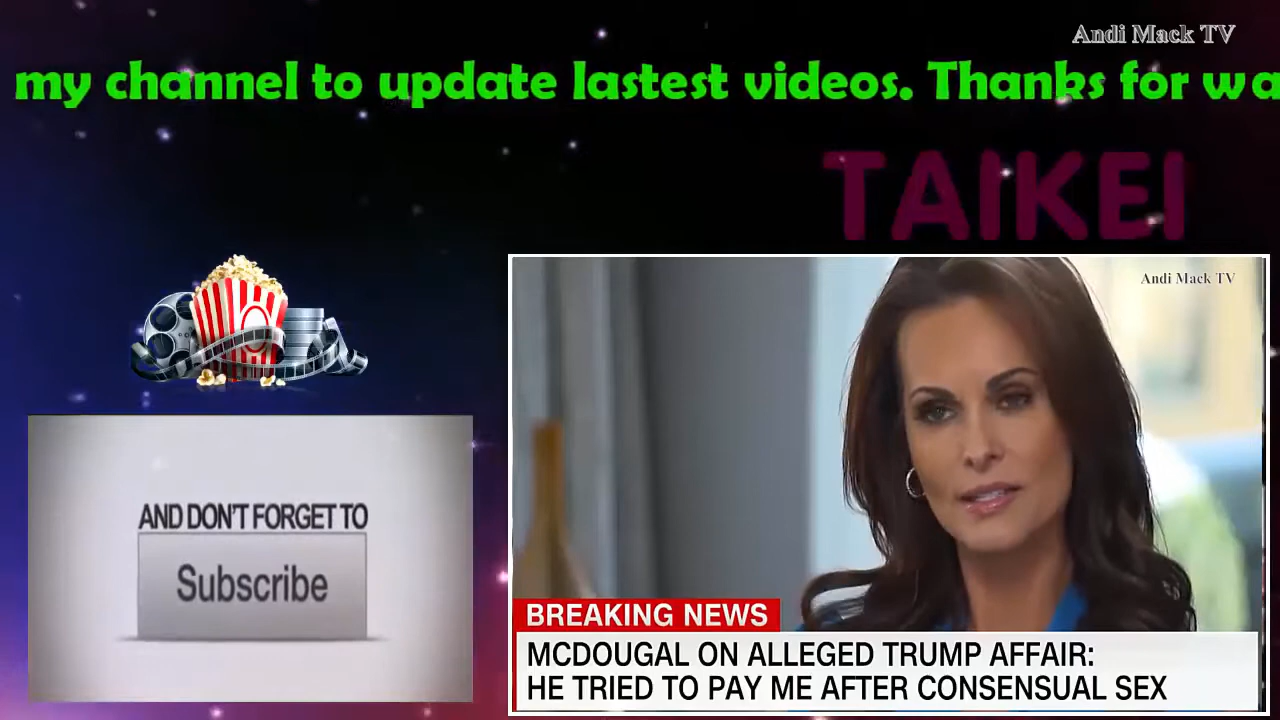 Andi Mack TV
my channel to update lastest videos. Thanks for wa
TAIKEI
Andi Mack TV
AND DON'T FORGET TO
Subscribe
BREAKING NEWS
MCDOUGAL ON ALLEGED TRUMP AFFAIR:
HE TRIED TO PAY ME AFTER CONSENSUAL SEX